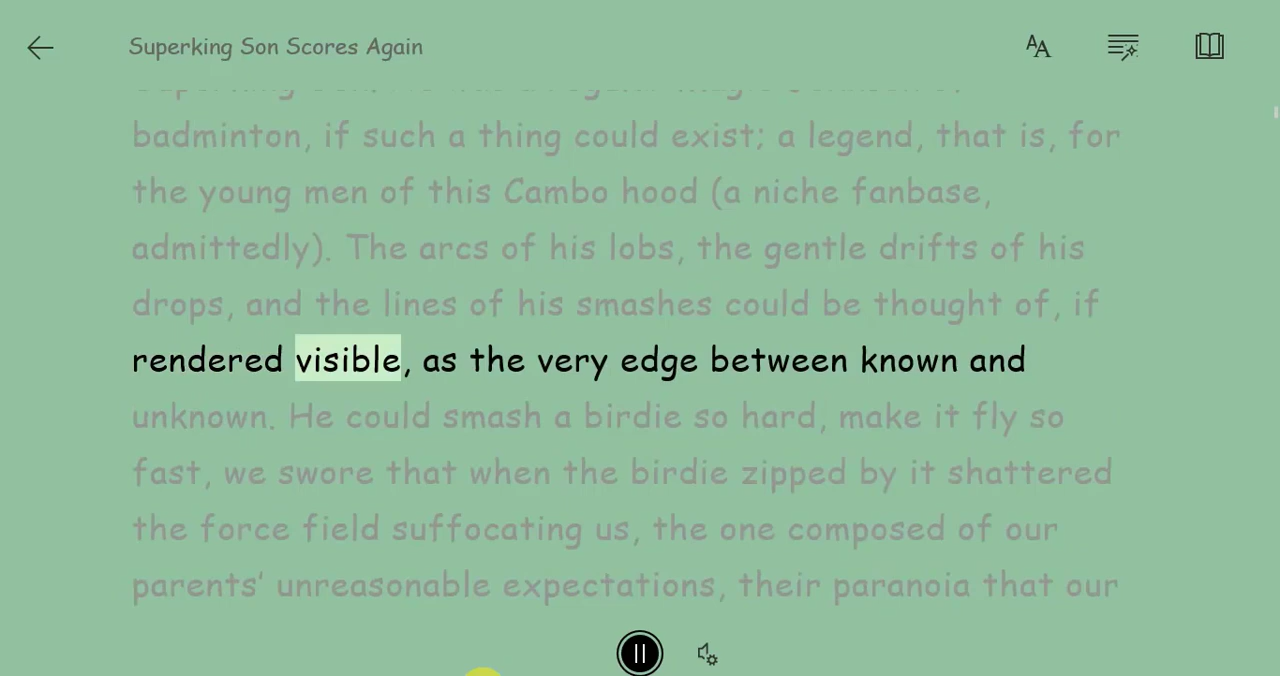 Superking Son Scores Again
badminton, if such a thing could exist; a legend, that is, for
the young men of this Cambo hood (a niche fanbase,
admittedly). The arcs of his lobs, the gentle drifts of his
drops, and the lines of his smashes could be thought of, if
rendered visible, as the very edge between known and
unknown. He could smash a birdie so hard, make it fly so
fast, we swore that when the birdie zipped by it shattered
the force field suffocating us, the one composed of our
parents’ unreasonable expectations, their paranoia that our